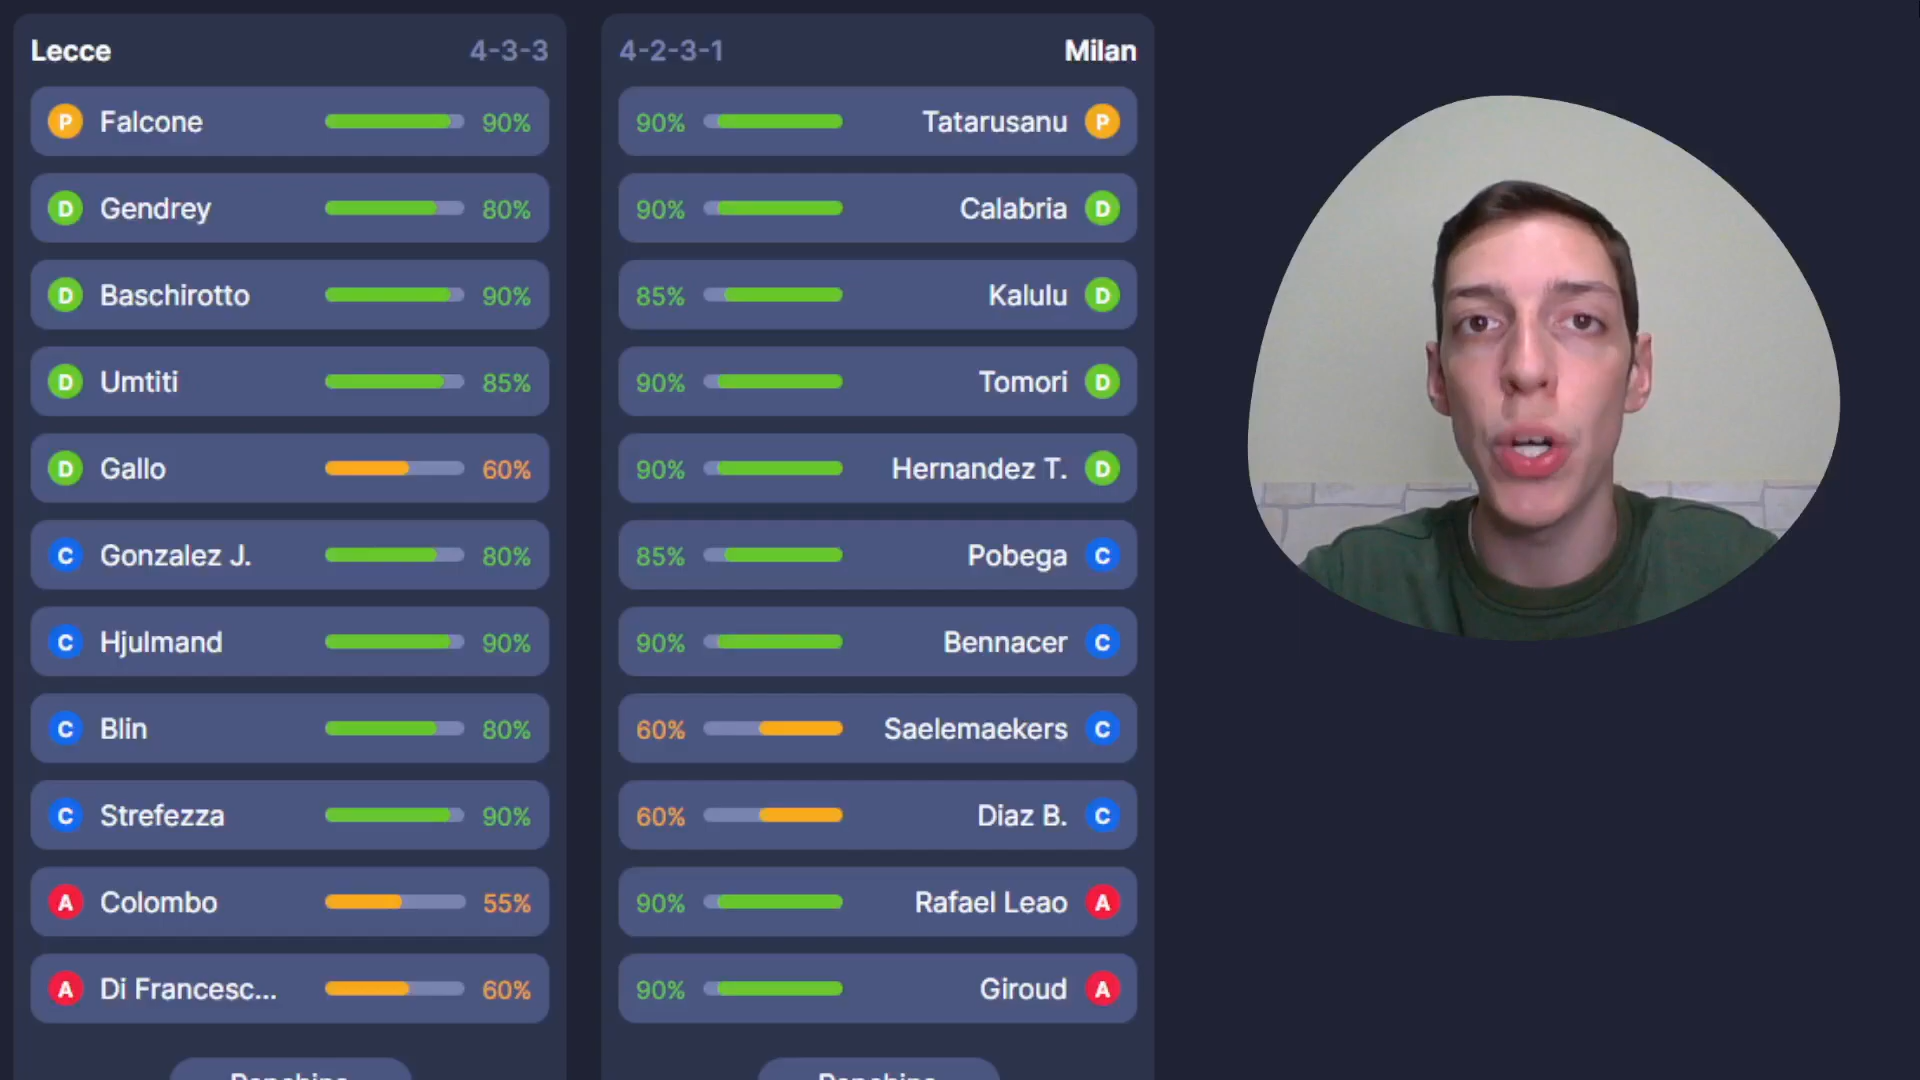 Lecce 4-3-3
P Falcone 90%
D Gendrey 80%
D Baschirotto 90%
D Umtiti 85%
D Gallo 60%
C Gonzalez J. 80%
C Hjulmand 90%
C Blin 80%
C Strefezza 90%
A Colombo 55%
A Di Francesc... 60%
4-2-3-1 Milan
90% Tatarusanu P
90% Calabria D
85% Kalulu D
90% Tomori D
90% Hernandez T. D
85% Pobega C
90% Bennacer C
60% Saelemaekers C
60% Diaz B. C
90% Rafael Leao A
90% Giroud A